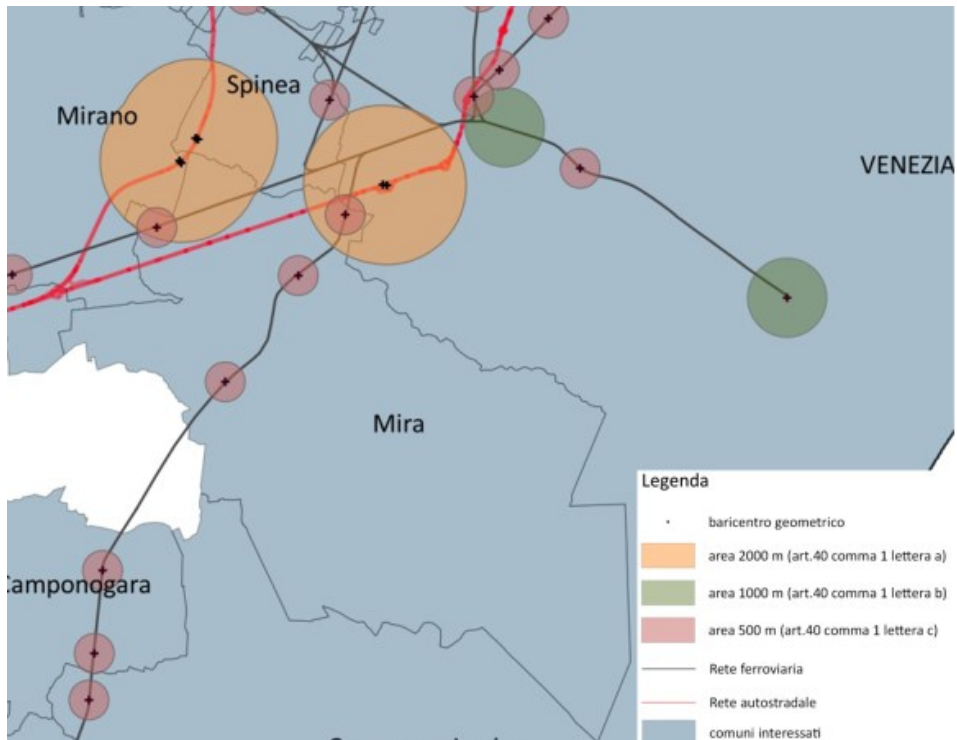 Spinea
Mirano
VENEZIA
Mira
Camponogara
Legenda
baricentro geometrico
area 2000 m (art.40 comma 1 lettera a)
area 1000 m (art.40 comma 1 lettera b)
area 500 m (art.40 comma 1 lettera c)
Rete ferroviaria
Rete autostradale
comuni interessati